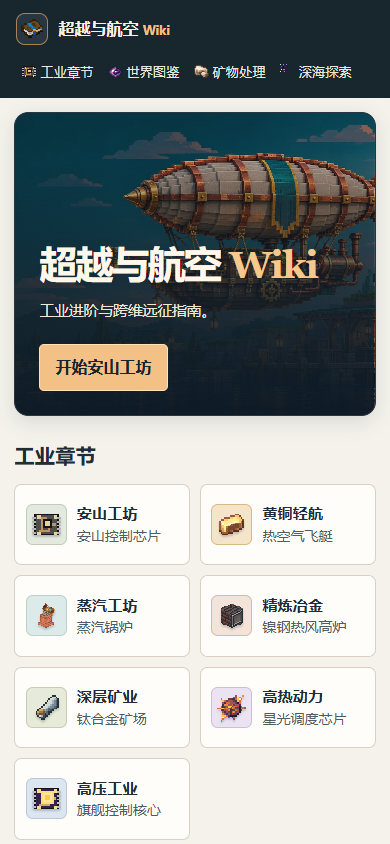 超越与航空 Wiki
工业章节 世界图鉴 矿物处理 深海探索
超越与航空 Wiki
工业进阶与跨维远征指南。
开始安山工坊
工业章节
安山工坊
安山控制芯片
黄铜轻航
热空气飞艇
蒸汽工坊
蒸汽锅炉
精炼冶金
镍钢热风高炉
深层矿业
钛合金矿场
高热动力
星光调度芯片
高压工业
旗舰控制核心